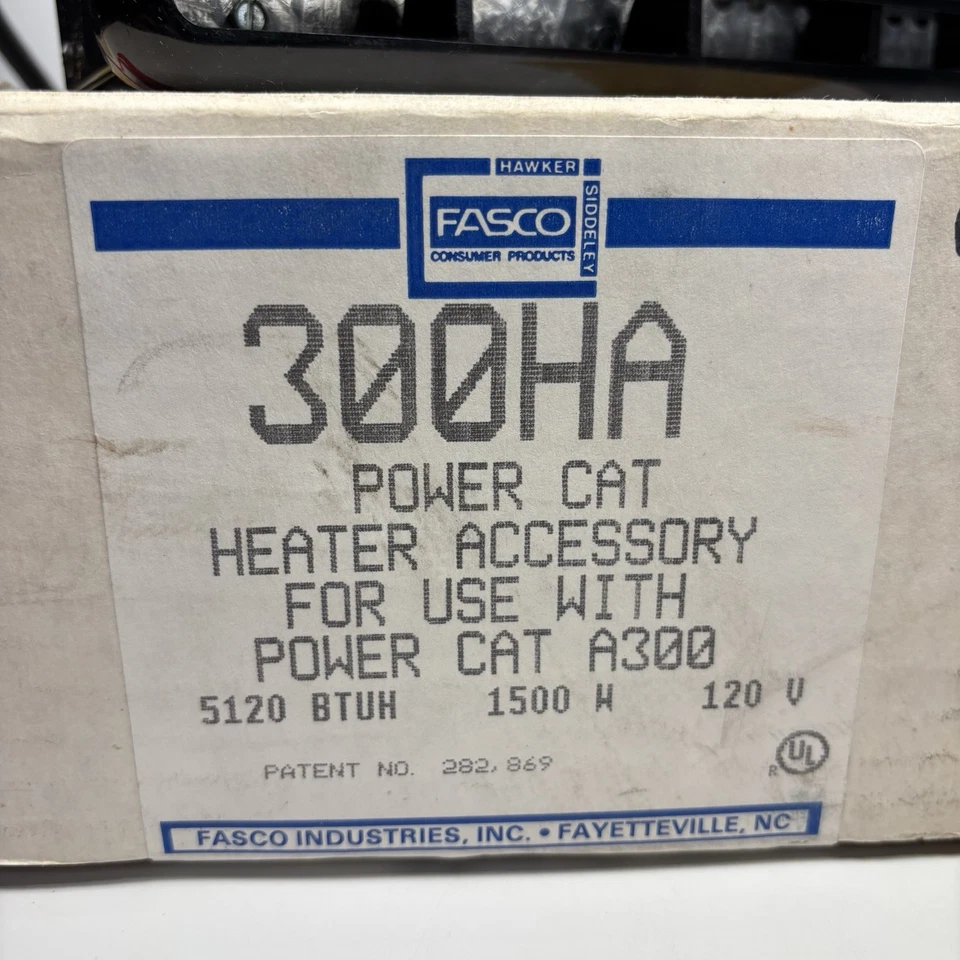 HAWKER
SIDDELEY
FASCO
CONSUMER PRODUCTS
300HA
POWER CAT
HEATER ACCESSORY
FOR USE WITH
POWER CAT A300
5120 BTUH 1500 W 120 V
PATENT NO. 282,869
UL
R
FASCO INDUSTRIES, INC. • FAYETTEVILLE, NC